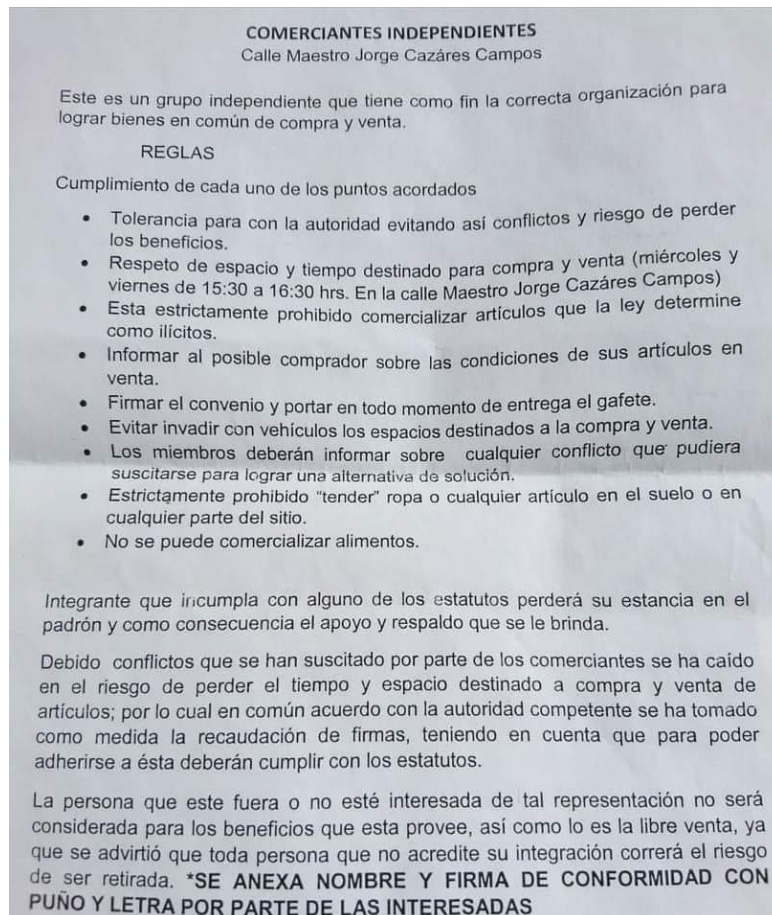 COMERCIANTES INDEPENDIENTES
Calle Maestro Jorge Cazáres Campos
Este es un grupo independiente que tiene como fin la correcta organización para
lograr bienes en común de compra y venta.
REGLAS
Cumplimiento de cada uno de los puntos acordados
• Tolerancia para con la autoridad evitando así conflictos y riesgo de perder
los beneficios.
• Respeto de espacio y tiempo destinado para compra y venta (miércoles y
viernes de 15:30 a 16:30 hrs. En la calle Maestro Jorge Cazáres Campos)
• Esta estrictamente prohibido comercializar artículos que la ley determine
como ilícitos.
• Informar al posible comprador sobre las condiciones de sus artículos en
venta.
• Firmar el convenio y portar en todo momento de entrega el gafete.
• Evitar invadir con vehículos los espacios destinados a la compra y venta.
• Los miembros deberán informar sobre cualquier conflicto que pudiera
suscitarse para lograr una alternativa de solución.
• Estrictamente prohibido "tender" ropa o cualquier artículo en el suelo o en
cualquier parte del sitio.
• No se puede comercializar alimentos.
Integrante que incumpla con alguno de los estatutos perderá su estancia en el
padrón y como consecuencia el apoyo y respaldo que se le brinda.
Debido conflictos que se han suscitado por parte de los comerciantes se ha caído
en el riesgo de perder el tiempo y espacio destinado a compra y venta de
artículos; por lo cual en común acuerdo con la autoridad competente se ha tomado
como medida la recaudación de firmas, teniendo en cuenta que para poder
adherirse a ésta deberán cumplir con los estatutos.
La persona que este fuera o no esté interesada de tal representación no será
considerada para los beneficios que esta provee, así como lo es la libre venta, ya
que se advirtió que toda persona que no acredite su integración correrá el riesgo
de ser retirada. *SE ANEXA NOMBRE Y FIRMA DE CONFORMIDAD CON
PUÑO Y LETRA POR PARTE DE LAS INTERESADAS